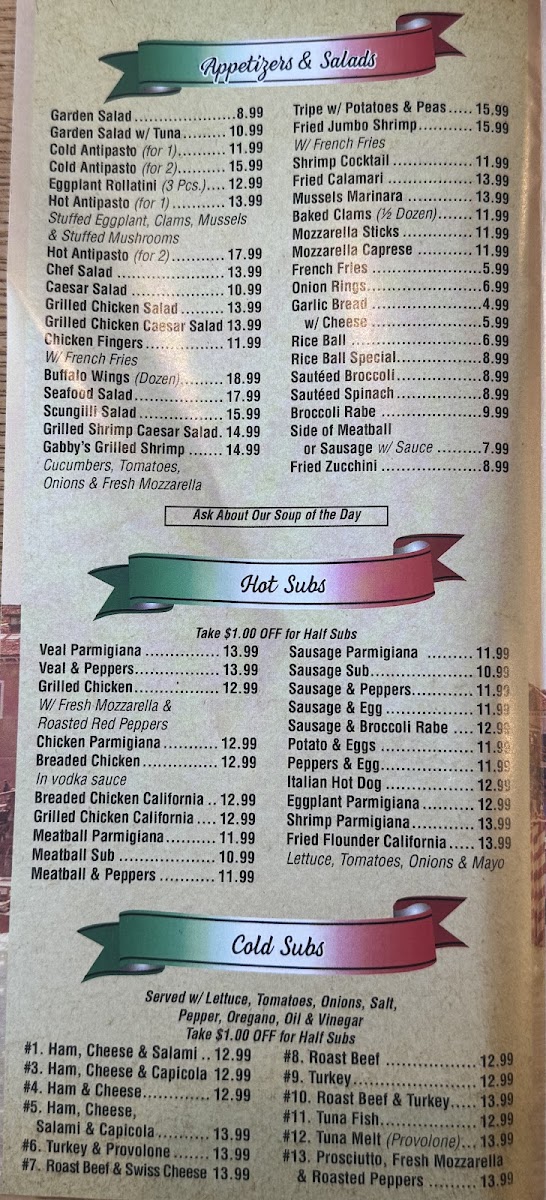 Appetizers & Salads
Garden Salad.....................8.99
Garden Salad w/ Tuna.........10.99
Cold Antipasto (for 1)..........11.99
Cold Antipasto (for 2)..........15.99
Eggplant Rollatini (3 Pcs.)....12.99
Hot Antipasto (for 1)...........13.99
Stuffed Eggplant, Clams, Mussels
& Stuffed Mushrooms
Hot Antipasto (for 2)...........17.99
Chef Salad......................13.99
Caesar Salad...................10.99
Grilled Chicken Salad.........13.99
Grilled Chicken Caesar Salad 13.99
Chicken Fingers................11.99
W/ French Fries
Buffalo Wings (Dozen).........18.99
Seafood Salad..................17.99
Scungilli Salad.................15.99
Grilled Shrimp Caesar Salad. 14.99
Gabby's Grilled Shrimp.......14.99
Cucumbers, Tomatoes,
Onions & Fresh Mozzarella
Tripe w/ Potatoes & Peas.....15.99
Fried Jumbo Shrimp............15.99
W/ French Fries
Shrimp Cocktail................11.99
Fried Calamari..................13.99
Mussels Marinara..............13.99
Baked Clams (½ Dozen).......11.99
Mozzarella Sticks...............11.99
Mozzarella Caprese............11.99
French Fries......................5.99
Onion Rings......................6.99
Garlic Bread......................4.99
w/ Cheese........................5.99
Rice Ball..........................6.99
Rice Ball Special.................8.99
Sautéed Broccoli.................8.99
Sautéed Spinach.................8.99
Broccoli Rabe....................9.99
Side of Meatball
or Sausage w/ Sauce.........7.99
Fried Zucchini....................8.99
Ask About Our Soup of the Day
Hot Subs
Take $1.00 OFF for Half Subs
Veal Parmigiana...............13.99
Veal & Peppers.................13.99
Grilled Chicken.................12.99
W/ Fresh Mozzarella &
Roasted Red Peppers
Chicken Parmigiana...........12.99
Breaded Chicken...............12.99
In vodka sauce
Breaded Chicken California..12.99
Grilled Chicken California....12.99
Meatball Parmigiana..........11.99
Meatball Sub...................10.99
Meatball & Peppers...........11.99
Sausage Parmigiana........11.99
Sausage Sub....................10.99
Sausage & Peppers............11.99
Sausage & Egg.................11.99
Sausage & Broccoli Rabe....12.99
Potato & Eggs..................11.99
Peppers & Egg..................11.99
Italian Hot Dog.................12.99
Eggplant Parmigiana..........12.99
Shrimp Parmigiana............13.99
Fried Flounder California.....13.99
Lettuce, Tomatoes, Onions & Mayo
Cold Subs
Served w/ Lettuce, Tomatoes, Onions, Salt,
Pepper, Oregano, Oil & Vinegar
Take $1.00 OFF for Half Subs
#1. Ham, Cheese & Salami..12.99
#3. Ham, Cheese & Capicola 12.99
#4. Ham & Cheese.............12.99
#5. Ham, Cheese,
Salami & Capicola...........13.99
#6. Turkey & Provolone.......13.99
#7. Roast Beef & Swiss Cheese 13.99
#8. Roast Beef..................12.99
#9. Turkey.......................12.99
#10. Roast Beef & Turkey.....13.99
#11. Tuna Fish..................12.99
#12. Tuna Melt (Provolone)...13.99
#13. Prosciutto, Fresh Mozzarella
& Roasted Peppers.........13.99